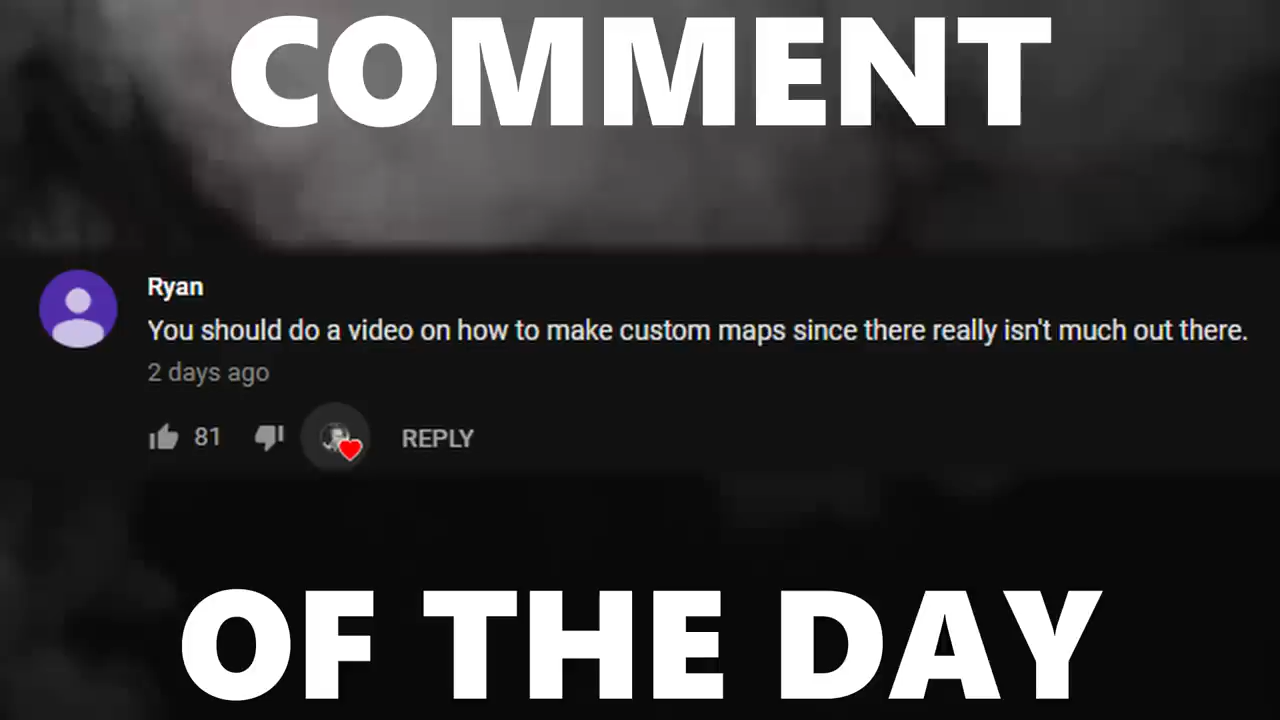 COMMENT
Ryan
You should do a video on how to make custom maps since there really isn't much out there.
2 days ago
81
REPLY
OF THE DAY